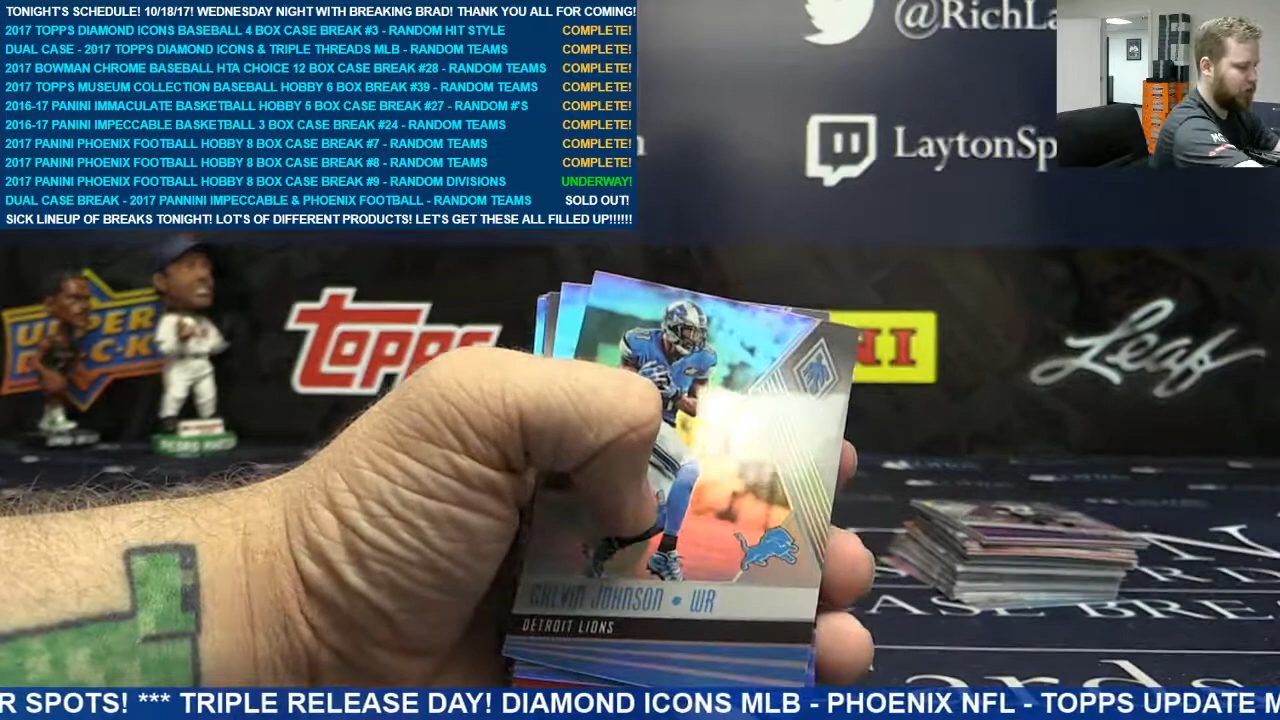 TONIGHT'S SCHEDULE! 10/18/17! WEDNESDAY NIGHT WITH BREAKING BRAD! THANK YOU ALL FOR COMING!
2017 TOPPS DIAMOND ICONS BASEBALL 4 BOX CASE BREAK #3 - RANDOM HIT STYLE COMPLETE!
DUAL CASE - 2017 TOPPS DIAMOND ICONS & TRIPLE THREADS MLB - RANDOM TEAMS COMPLETE!
2017 BOWMAN CHROME BASEBALL HTA CHOICE 12 BOX CASE BREAK #28 - RANDOM TEAMS COMPLETE!
2017 TOPPS MUSEUM COLLECTION BASEBALL HOBBY 6 BOX BREAK #39 - RANDOM TEAMS COMPLETE!
2016-17 PANINI IMMACULATE BASKETBALL HOBBY 5 BOX CASE BREAK #27 - RANDOM #'S COMPLETE!
2016-17 PANINI IMPECCABLE BASKETBALL 3 BOX CASE BREAK #24 - RANDOM TEAMS COMPLETE!
2017 PANINI PHOENIX FOOTBALL HOBBY 8 BOX CASE BREAK #7 - RANDOM TEAMS COMPLETE!
2017 PANINI PHOENIX FOOTBALL HOBBY 8 BOX CASE BREAK #8 - RANDOM TEAMS COMPLETE!
2017 PANINI PHOENIX FOOTBALL HOBBY 8 BOX CASE BREAK #9 - RANDOM DIVISIONS UNDERWAY!
DUAL CASE BREAK - 2017 PANNINI IMPECCABLE & PHOENIX FOOTBALL - RANDOM TEAMS SOLD OUT!
SICK LINEUP OF BREAKS TONIGHT! LOT'S OF DIFFERENT PRODUCTS! LET'S GET THESE ALL FILLED UP!!!!!!
@RichLa
LaytonSp
UPPER DECK
Topps
NI
Leaf
CALVIN JOHNSON • WR
DETROIT LIONS
ASE BRE
ards
R SPOTS! *** TRIPLE RELEASE DAY! DIAMOND ICONS MLB - PHOENIX NFL - TOPPS UPDATE M